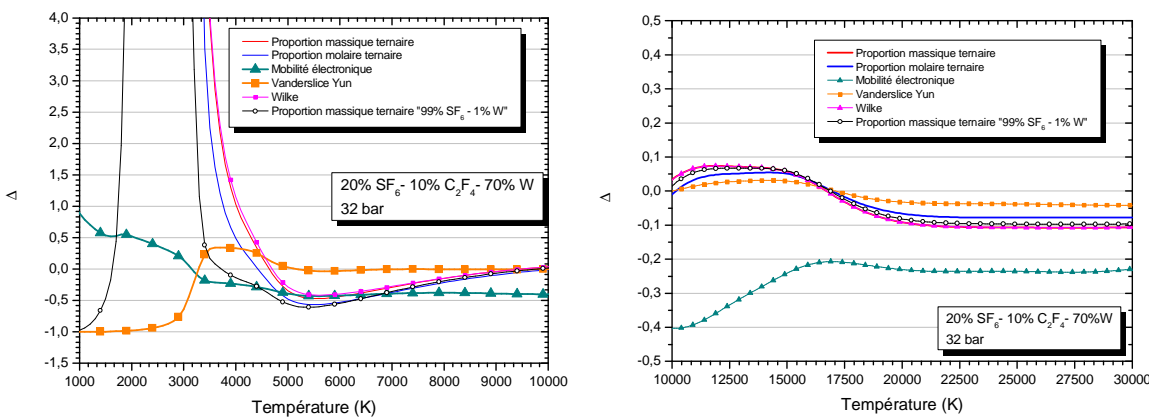 4,0
3,5
3,0
2,5
2,0
1,5
1,0
0,5
0,0
-0,5
-1,0
-1,5
Δ
Proportion massique ternaire
Proportion molaire ternaire
Mobilité électronique
Vanderslice Yun
Wilke
Proportion massique ternaire "99% SF6 - 1% W"
20% SF6- 10% C2F4- 70% W
32 bar
1000 2000 3000 4000 5000 6000 7000 8000 9000 10000
Température (K)
0,5
0,4
0,3
0,2
0,1
0,0
-0,1
-0,2
-0,3
-0,4
-0,5
Δ
Proportion massique ternaire
Proportion molaire ternaire
Mobilité électronique
Vanderslice Yun
Wilke
Proportion massique ternaire "99% SF6 - 1% W"
20% SF6- 10% C2F4- 70%W
32 bar
10000 12500 15000 17500 20000 22500 25000 27500 30000
Température (K)